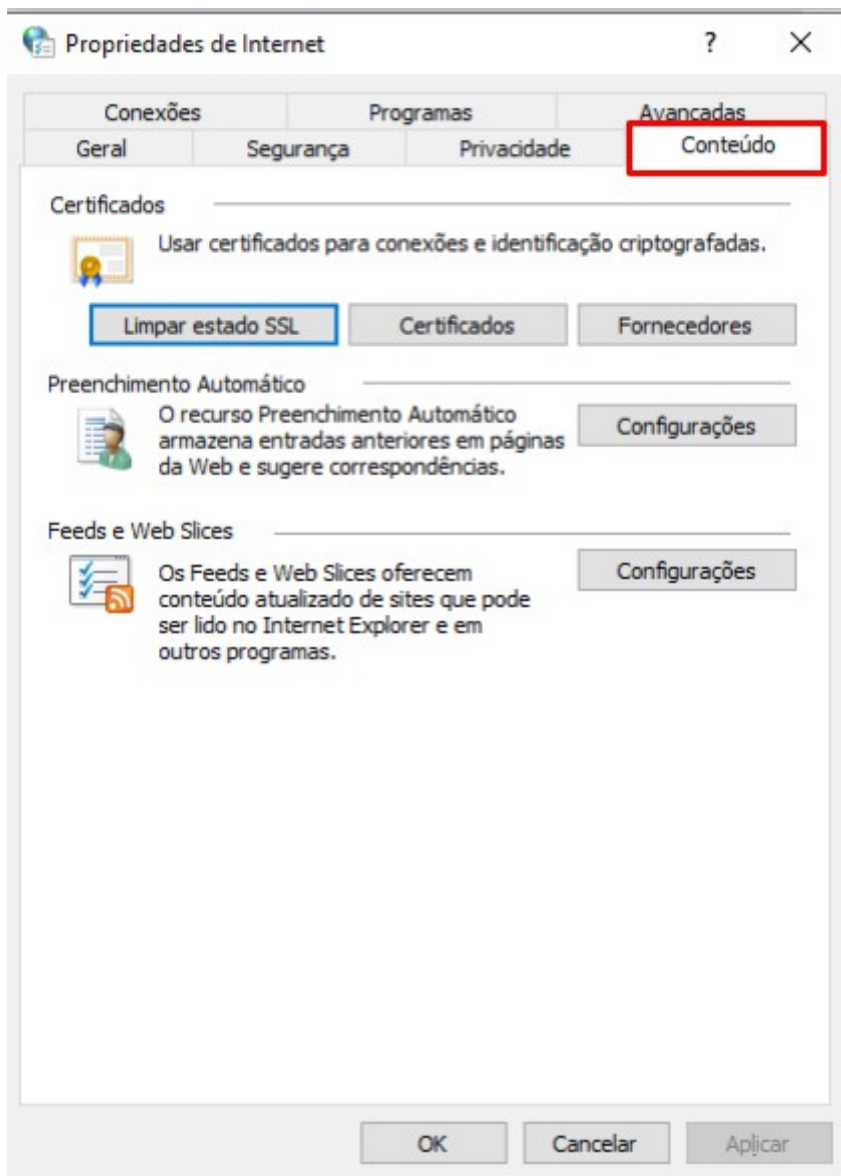 Propriedades de Internet
?
Conexões Programas Avançadas
Geral Segurança Privacidade Conteúdo
Certificados
Usar certificados para conexões e identificação criptografadas.
Limpar estado SSL Certificados Fornecedores
Preenchimento Automático
O recurso Preenchimento Automático
armazena entradas anteriores em páginas
da Web e sugere correspondências.
Configurações
Feeds e Web Slices
Os Feeds e Web Slices oferecem
conteúdo atualizado de sites que pode
ser lido no Internet Explorer e em
outros programas.
Configurações
OK Cancelar Aplicar